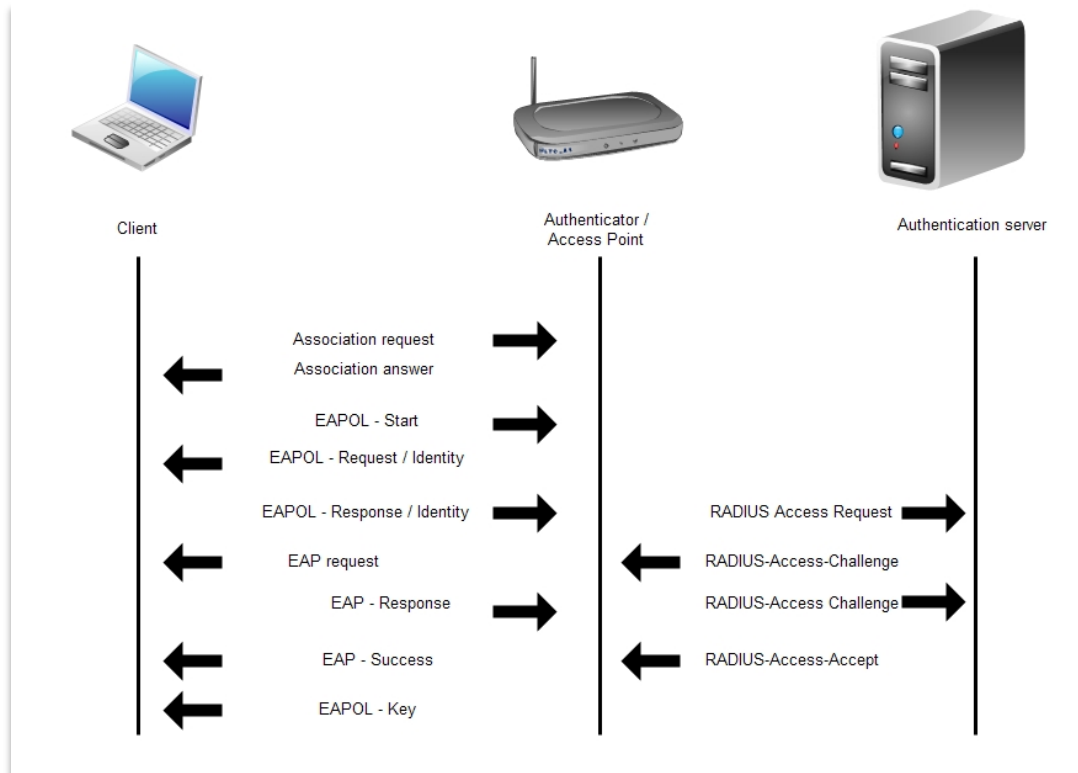 Client
Authenticator /
Access Point
Authentication server
Association request
Association answer
EAPOL - Start
EAPOL - Request / Identity
EAPOL - Response / Identity
RADIUS Access Request
EAP request
RADIUS-Access-Challenge
EAP - Response
RADIUS-Access Challenge
EAP - Success
RADIUS-Access-Accept
EAPOL - Key